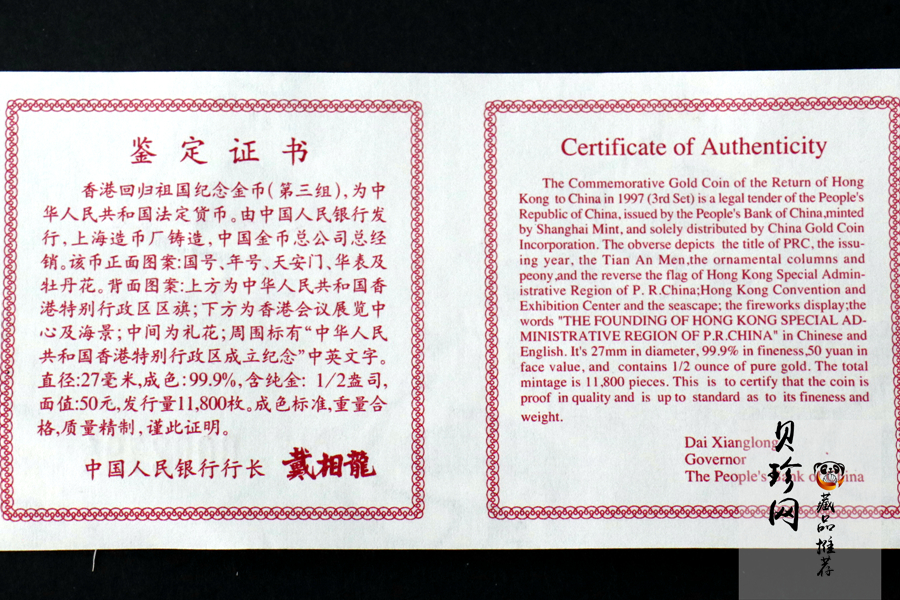 鉴定证书
香港回归祖国纪念金币(第三组),为中
华人民共和国法定货币。由中国人民银行发
行,上海造币厂铸造,中国金币总公司总经
销。该币正面图案:国号、年号、天安门、华表及
牡丹花。背面图案:上方为中华人民共和国香
港特别行政区区旗;下方为香港会议展览中
心及海景;中间为礼花;周围标有“中华人民
共和国香港特别行政区成立纪念”中英文字。
直径:27毫米,成色:99.9%,含纯金: 1/2盎司,
面值:50元,发行量11,800枚。成色标准,重量合
格,质量精制, 谨此证明。
中国人民银行行长 戴相龍
Certificate of Authenticity
The Commemorative Gold Coin of the Return of Hong
Kong to China in 1997 (3rd Set) is a legal tender of the People's
Republic of China, issued by the People's Bank of China,minted
by Shanghai Mint, and solely distributed by China Gold Coin
Incorporation. The obverse depicts the title of PRC, the issu-
ing year, the Tian An Men,the ornamental columns and
peony,and the reverse the flag of Hong Kong Special Admin-
istrative Region of P. R.China;Hong Kong Convention and
Exhibition Center and the seascape; the fireworks display;the
words "THE FOUNDING OF HONG KONG SPECIAL AD-
MINISTRATIVE REGION OF P.R.CHINA" in Chinese and
English. It's 27mm in diameter, 99.9% in fineness,50 yuan in
face value, and contains 1/2 ounce of pure gold. The total
mintage is 11,800 pieces. This is to certify that the coin is
proof in quality and is up to standard as to its fineness and
weight.
Dai Xianglong
Governor
The People's Bank of China
贝珍网
藏品推荐